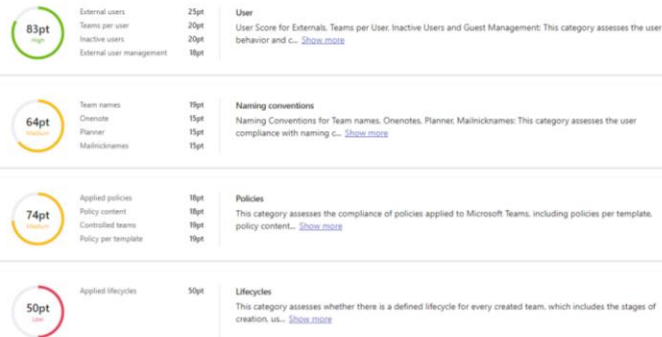 83pt
High
External users 25pt
Teams per user 20pt
Inactive users 20pt
External user management 18pt
User
User Score for Externals, Teams per User, Inactive Users and Guest Management: This category assesses the user
behavior and c... Show more
64pt
Medium
Team names 19pt
Onenote 15pt
Planner 15pt
Mailnicknames 15pt
Naming conventions
Naming Conventions for Team names, Onenotes, Planner, Mailnicknames: This category assesses the user
compliance with naming c... Show more
74pt
Medium
Applied policies 18pt
Policy content 18pt
Controlled teams 19pt
Policy per template 19pt
Policies
This category assesses the compliance of policies applied to Microsoft Teams, including policies per template,
policy content... Show more
50pt
Low
Applied lifecycles 50pt
Lifecycles
This category assesses whether there is a defined lifecycle for every created team, which includes the stages of
creation, us... Show more